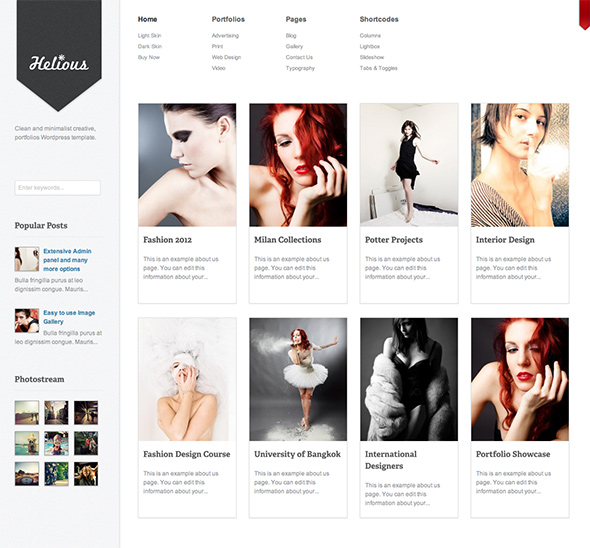 Helious
Clean and minimalist creative,
portfolios Wordpress template.
Enter keywords...
Popular Posts
Extensive Admin
panel and many
more options
Bulla fringilla purus at leo
dignissim congue. Mauris...
Easy to use Image
Gallery
Bulla fringilla purus at
leo dignissim congue. Mauris...
Photostream
Home
Light Skin
Dark Skin
Buy Now
Portfolios
Advertising
Print
Web Design
Video
Pages
Blog
Gallery
Contact Us
Typography
Shortcodes
Columns
Lightbox
Slideshow
Tabs & Toggles
Fashion 2012
This is an example about us
page. You can edit this
information about your...
Milan Collections
This is an example about us
page. You can edit this
information about your...
Potter Projects
This is an example about us
page. You can edit this
information about your...
Interior Design
This is an example about us
page. You can edit this
information about your...
Fashion Design Course
This is an example about us
page. You can edit this
information about your...
University of Bangkok
This is an example about us
page. You can edit this
information about your...
International
Designers
This is an example about us
page. You can edit this
information about your...
Portfolio Showcase
This is an example about us
page. You can edit this
information about your...